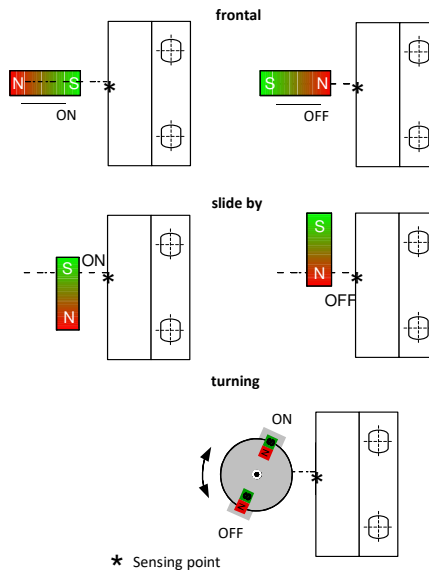 frontal
N S
ON
S N
OFF
slide by
S
ON
N
S
N
OFF
turning
ON
N
OFF
* Sensing point